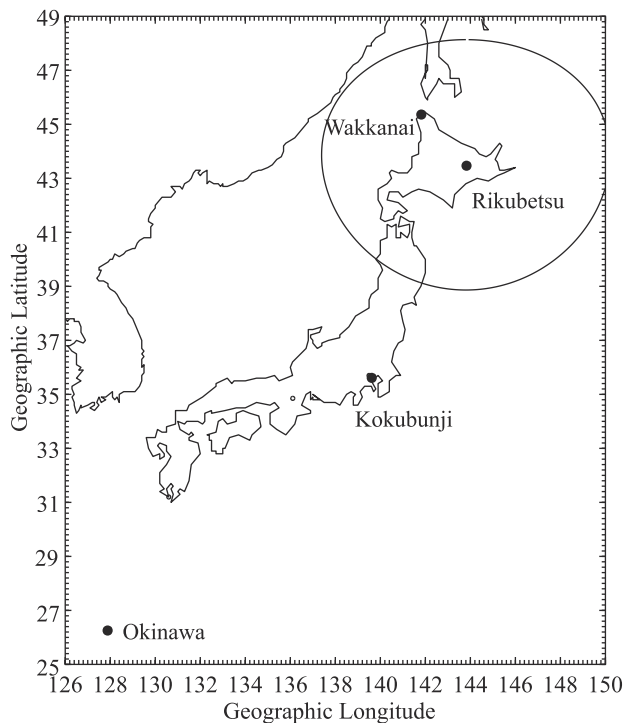 49
47
45
43
41
39
37
35
33
31
29
27
25
Geographic Latitude
Wakkanai
Rikubetsu
Kokubunji
Okinawa
126 128 130 132 134 136 138 140 142 144 146 148 150
Geographic Longitude